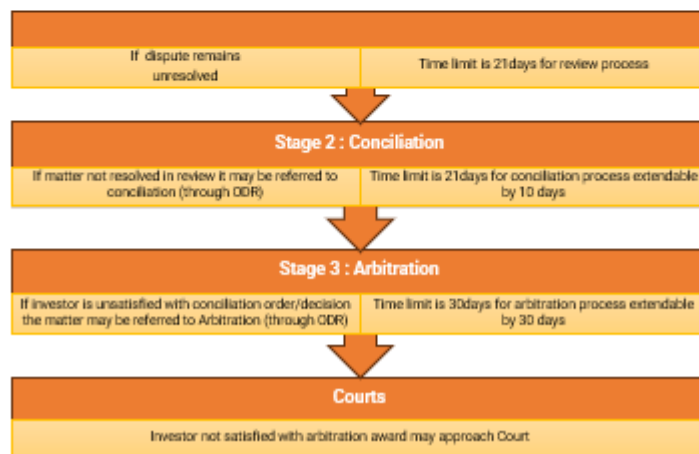 If dispute remains
unresolved
Time limit is 21days for review process
Stage 2 : Conciliation
If matter not resolved in review it may be referred to
conciliation (through ODR)
Time limit is 21days for conciliation process extendable
by 10 days
Stage 3 : Arbitration
If investor is unsatisfied with conciliation order/decision
the matter may be referred to Arbitration (through ODR)
Time limit is 30days for arbitration process extendable
by 30 days
Courts
Investor not satisfied with arbitration award may approach Court